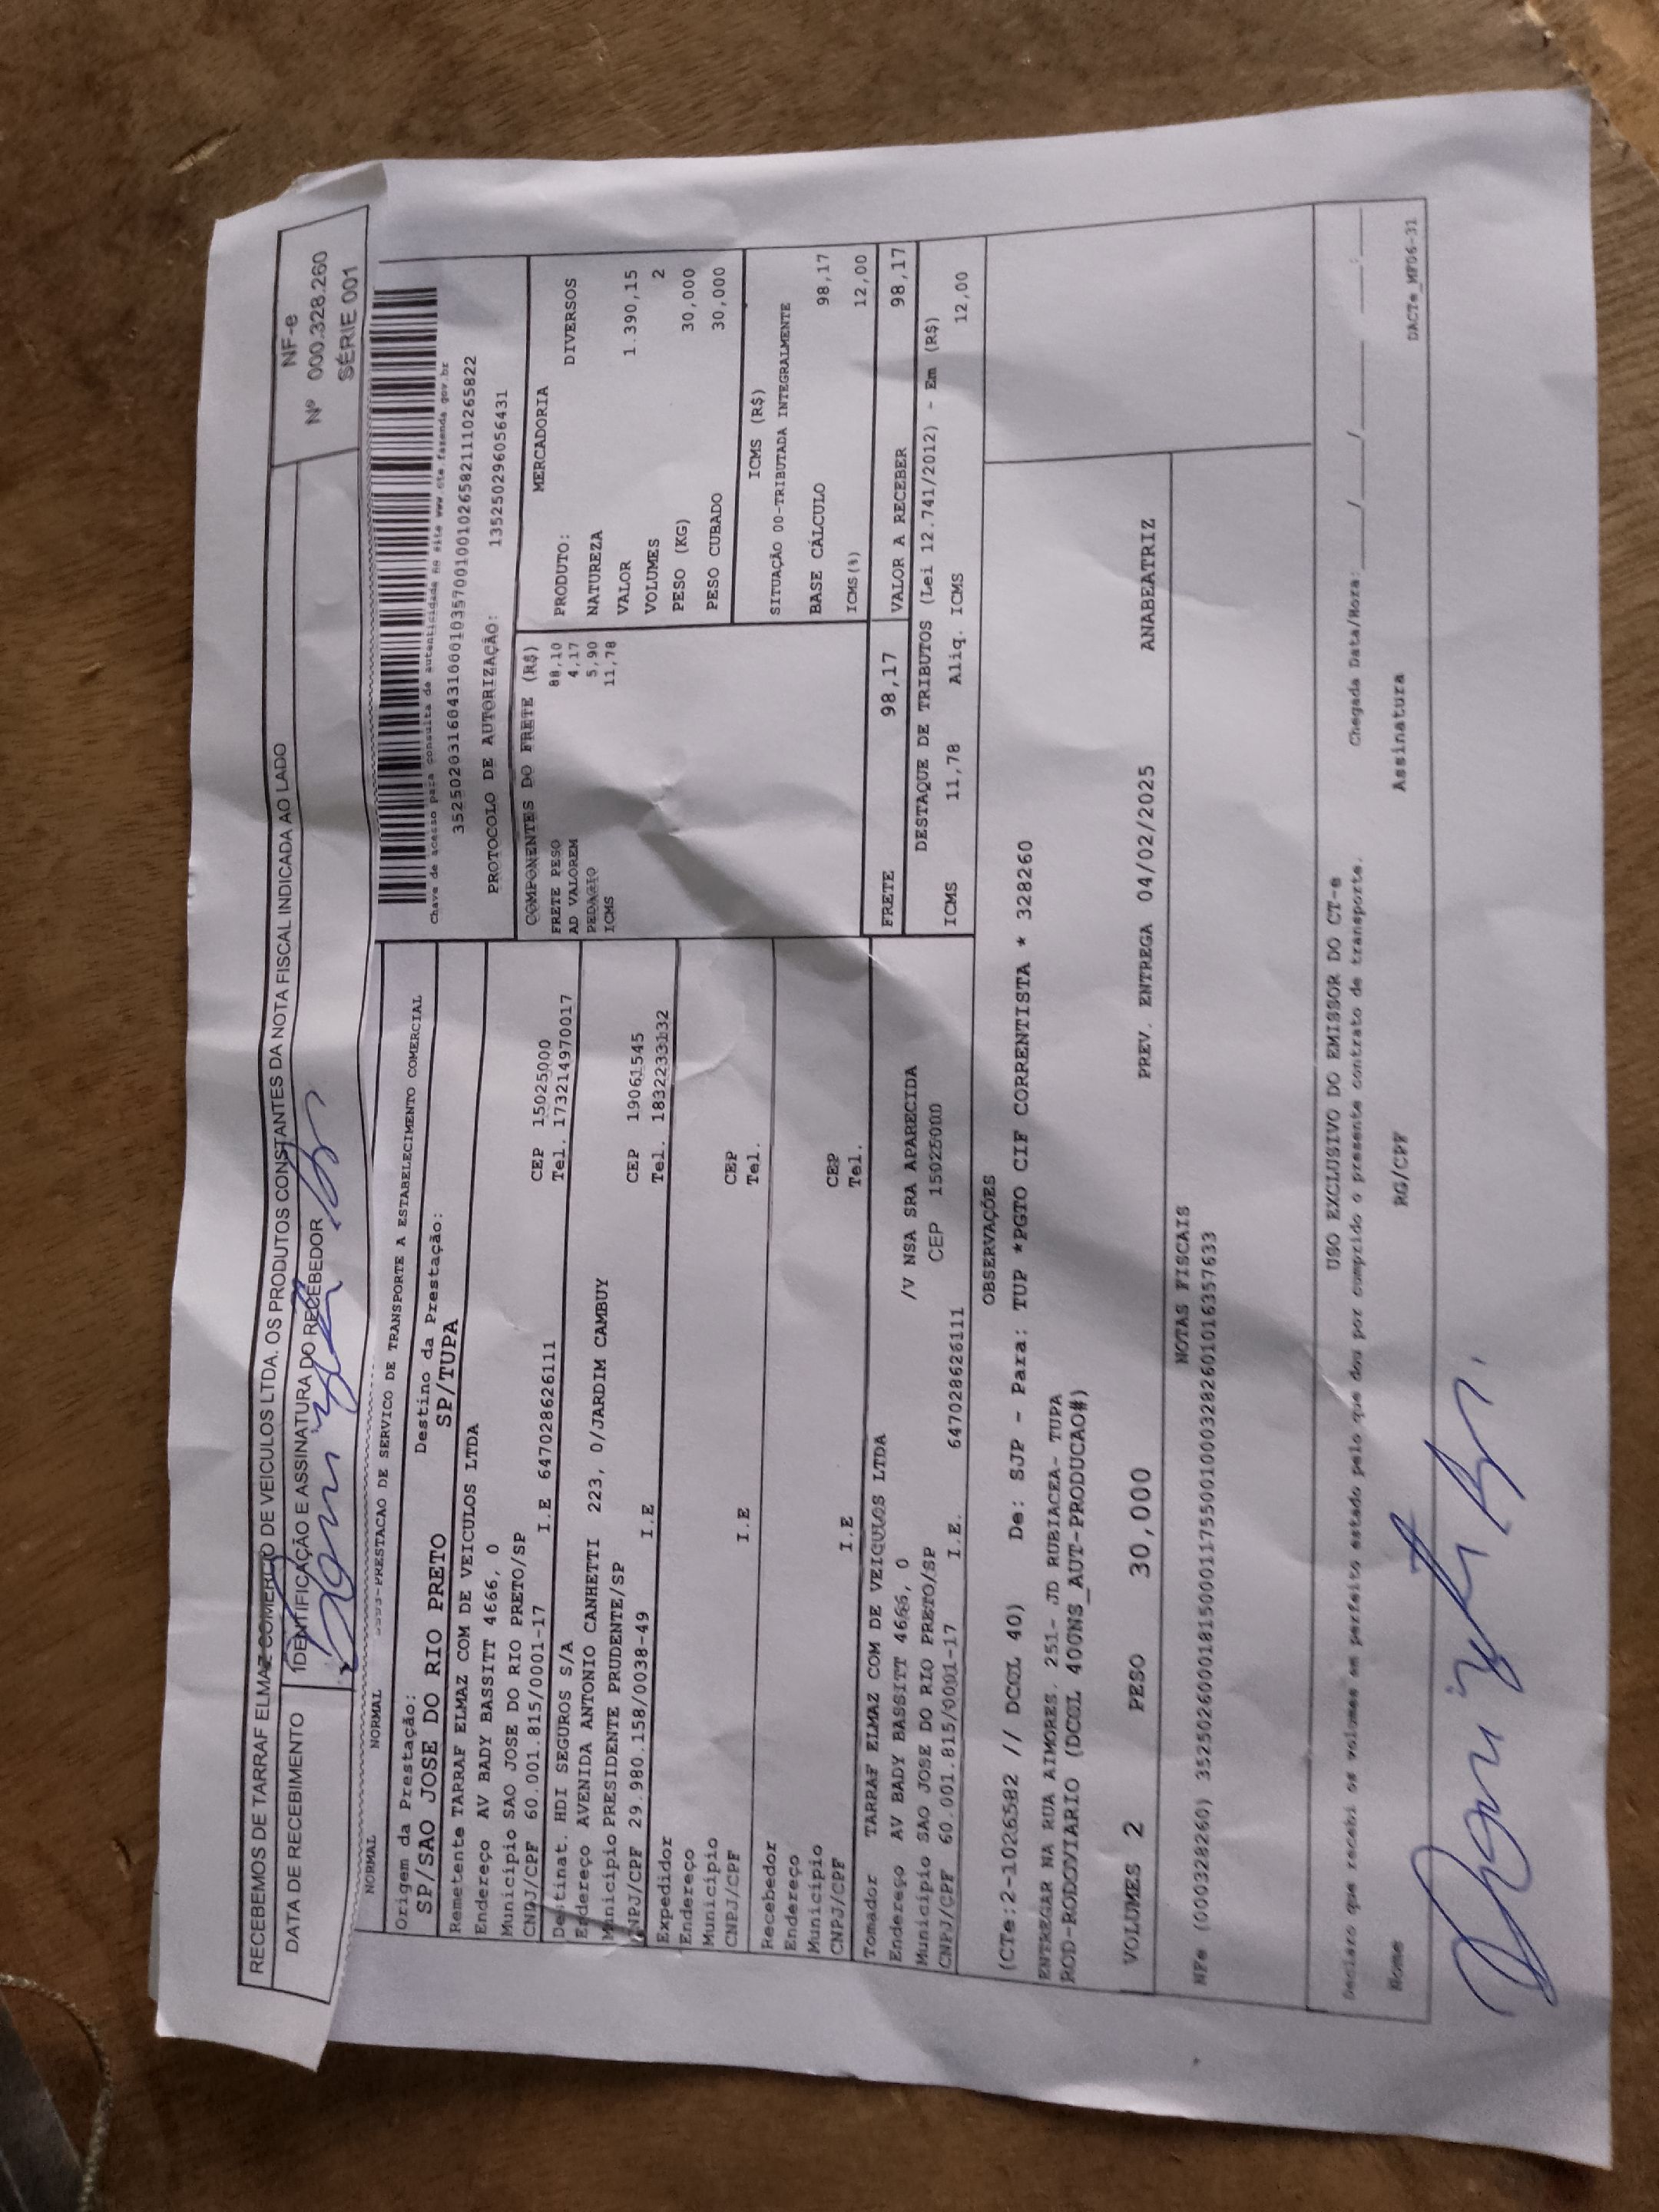 RECEBEMOS DE TARRAF ELMAZ COMERCIO DE VEICULOS LTDA. OS PRODUTOS CONSTANTES DA NOTA FISCAL INDICADA AO LADO
DATA DE RECEBIMENTO
IDENTIFICAÇÃO E ASSINATURA DO RECEBEDOR
NF-e
Nº 000.328.260
SÉRIE 001
NORMAL NORMAL PRESTACAO DE SERVICO DE TRANSPORTE A ESTABELECIMENTO COMERCIAL
Origem da Prestação: Destino da Prestação:
SP/SAO JOSE DO RIO PRETO SP/TUPA
Remetente TARRAF ELMAZ COM DE VEICULOS LTDA
Endereço AV BADY BASSITT 4666, 0
Município SAO JOSE DO RIO PRETO/SP CEP 15025000
CNPJ/CPF 60.001.815/0001-17 I.E 647028626111 Tel. 173214970017
Destinat. HDI SEGUROS S/A
Endereço AVENIDA ANTONIO CANHETTI 223, 0/JARDIM CAMBUY
Município PRESIDENTE PRUDENTE/SP CEP 19061545
CNPJ/CPF 29.980.158/0038-49 I.E Tel. 1832233132
Expedidor
Endereço
Município CEP
CNPJ/CPF I.E Tel.
Recebedor
Endereço
Município CEP
CNPJ/CPF I.E Tel.
Tomador TARRAF ELMAZ COM DE VEICULOS LTDA
Endereço AV BADY BASSITT 4666, 0 /V NSA SRA APARECIDA
Município SAO JOSE DO RIO PRETO/SP CEP 15025000
CNPJ/CPF 60.001.815/0001-17 I.E. 647028626111
Chave de acesso para consulta de autenticidade no site www.cte.fazenda.gov.br
35250203160431000103570010010265821110265822
PROTOCOLO DE AUTORIZAÇÃO: 135250296056431
COMPONENTES DO FRETE (R$)
FRETE PESO 88,10
AD VALOREM 4,17
PEDAGIO 5,90
ICMS 11,78
MERCADORIA
PRODUTO: DIVERSOS
NATUREZA
VALOR 1.390,15
VOLUMES 2
PESO (KG) 30,000
PESO CUBADO 30,000
ICMS (R$)
SITUAÇÃO 00-TRIBUTADA INTEGRALMENTE
BASE CÁLCULO 98,17
ICMS(%) 12,00
FRETE 98,17 VALOR A RECEBER 98,17
DESTAQUE DE TRIBUTOS (Lei 12.741/2012) - Em (R$)
ICMS 11,78 Aliq. ICMS 12,00
OBSERVAÇÕES
(CTe:2-1026582 // DCGL 40) De: SJP - Para: TUP *PGTO CIF CORRENTISTA * 328260
ENTREGAR NA RUA AIMORES. 251- JD RUBIACEA- TUPA
ROD-RODOVIARIO (DCGL 40ONS_AUT-PRODUCAO#)
VOLUMES 2 PESO 30,000 PREV. ENTREGA 04/02/2025 ANABEATRIZ
NOTAS FISCAIS
NFe (000328260) 35250260001815000117550010003282601016357633
USO EXCLUSIVO DO EMISSOR DO CT-e
Declaro que recebi os volumes em perfeito estado pelo que dou por cumprido o presente contrato de transporte. Chegada Data/Hora:____/____/____ ____:____
Nome RG/CPF Assinatura
DACTe_MF06-31